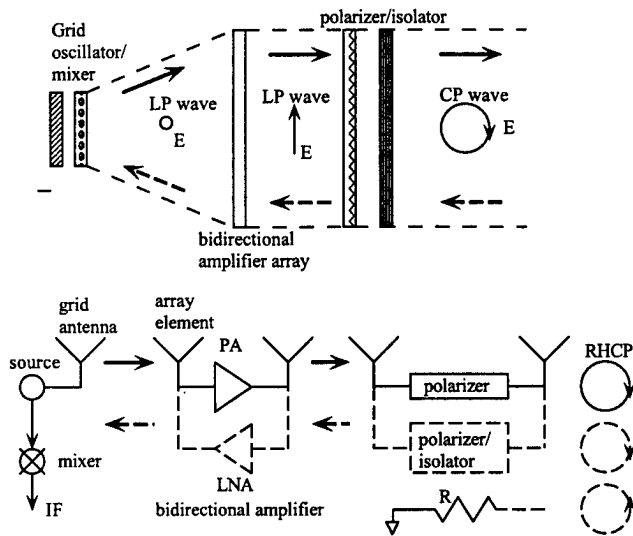 Grid
oscillator/
mixer
polarizer/isolator
LP wave
E
LP wave
E
CP wave
E
bidirectional
amplifier array
grid
antenna
array
element
source
PA
RHCP
polarizer
polarizer/
isolator
mixer
LNA
R
IF
bidirectional amplifier